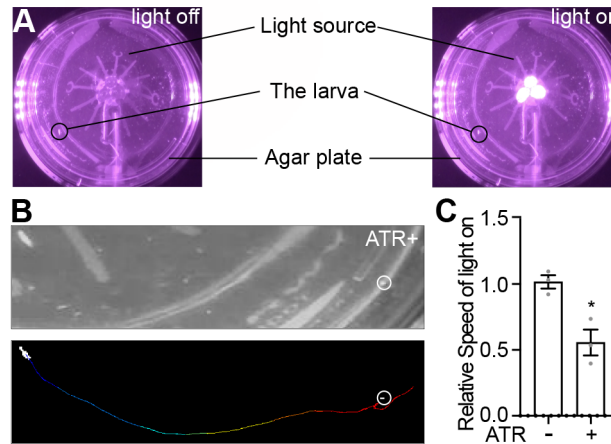 A
light off
light on
Light source
The larva
Agar plate
B
ATR+
C
Relative Speed of light on
1.5
1.0
0.5
0.0
ATR - +
*